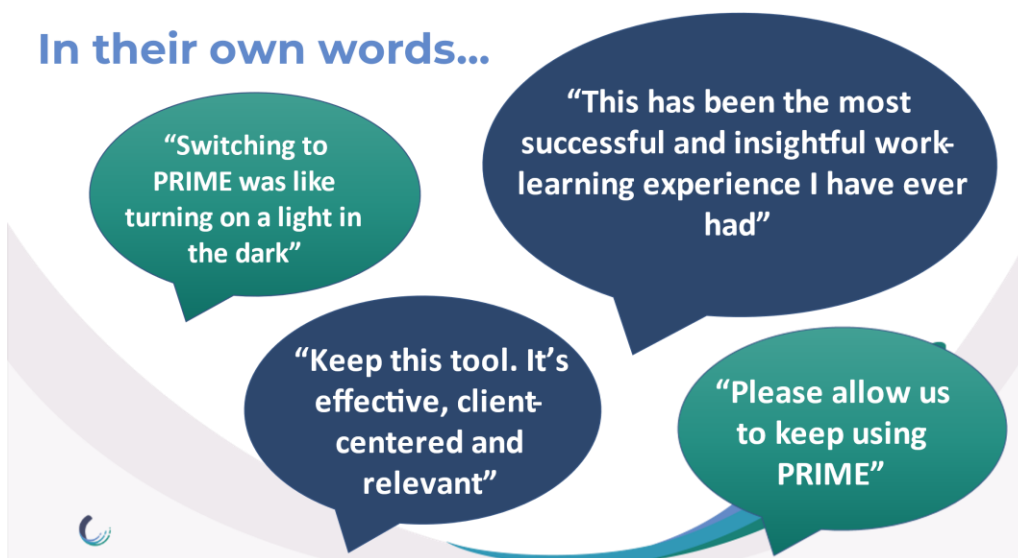 In their own words...
“Switching to
PRIME was like
turning on a light in
the dark”
“This has been the most
successful and insightful work-
learning experience I have ever
had”
“Keep this tool. It’s
effective, client-
centered and
relevant”
“Please allow us
to keep using
PRIME”